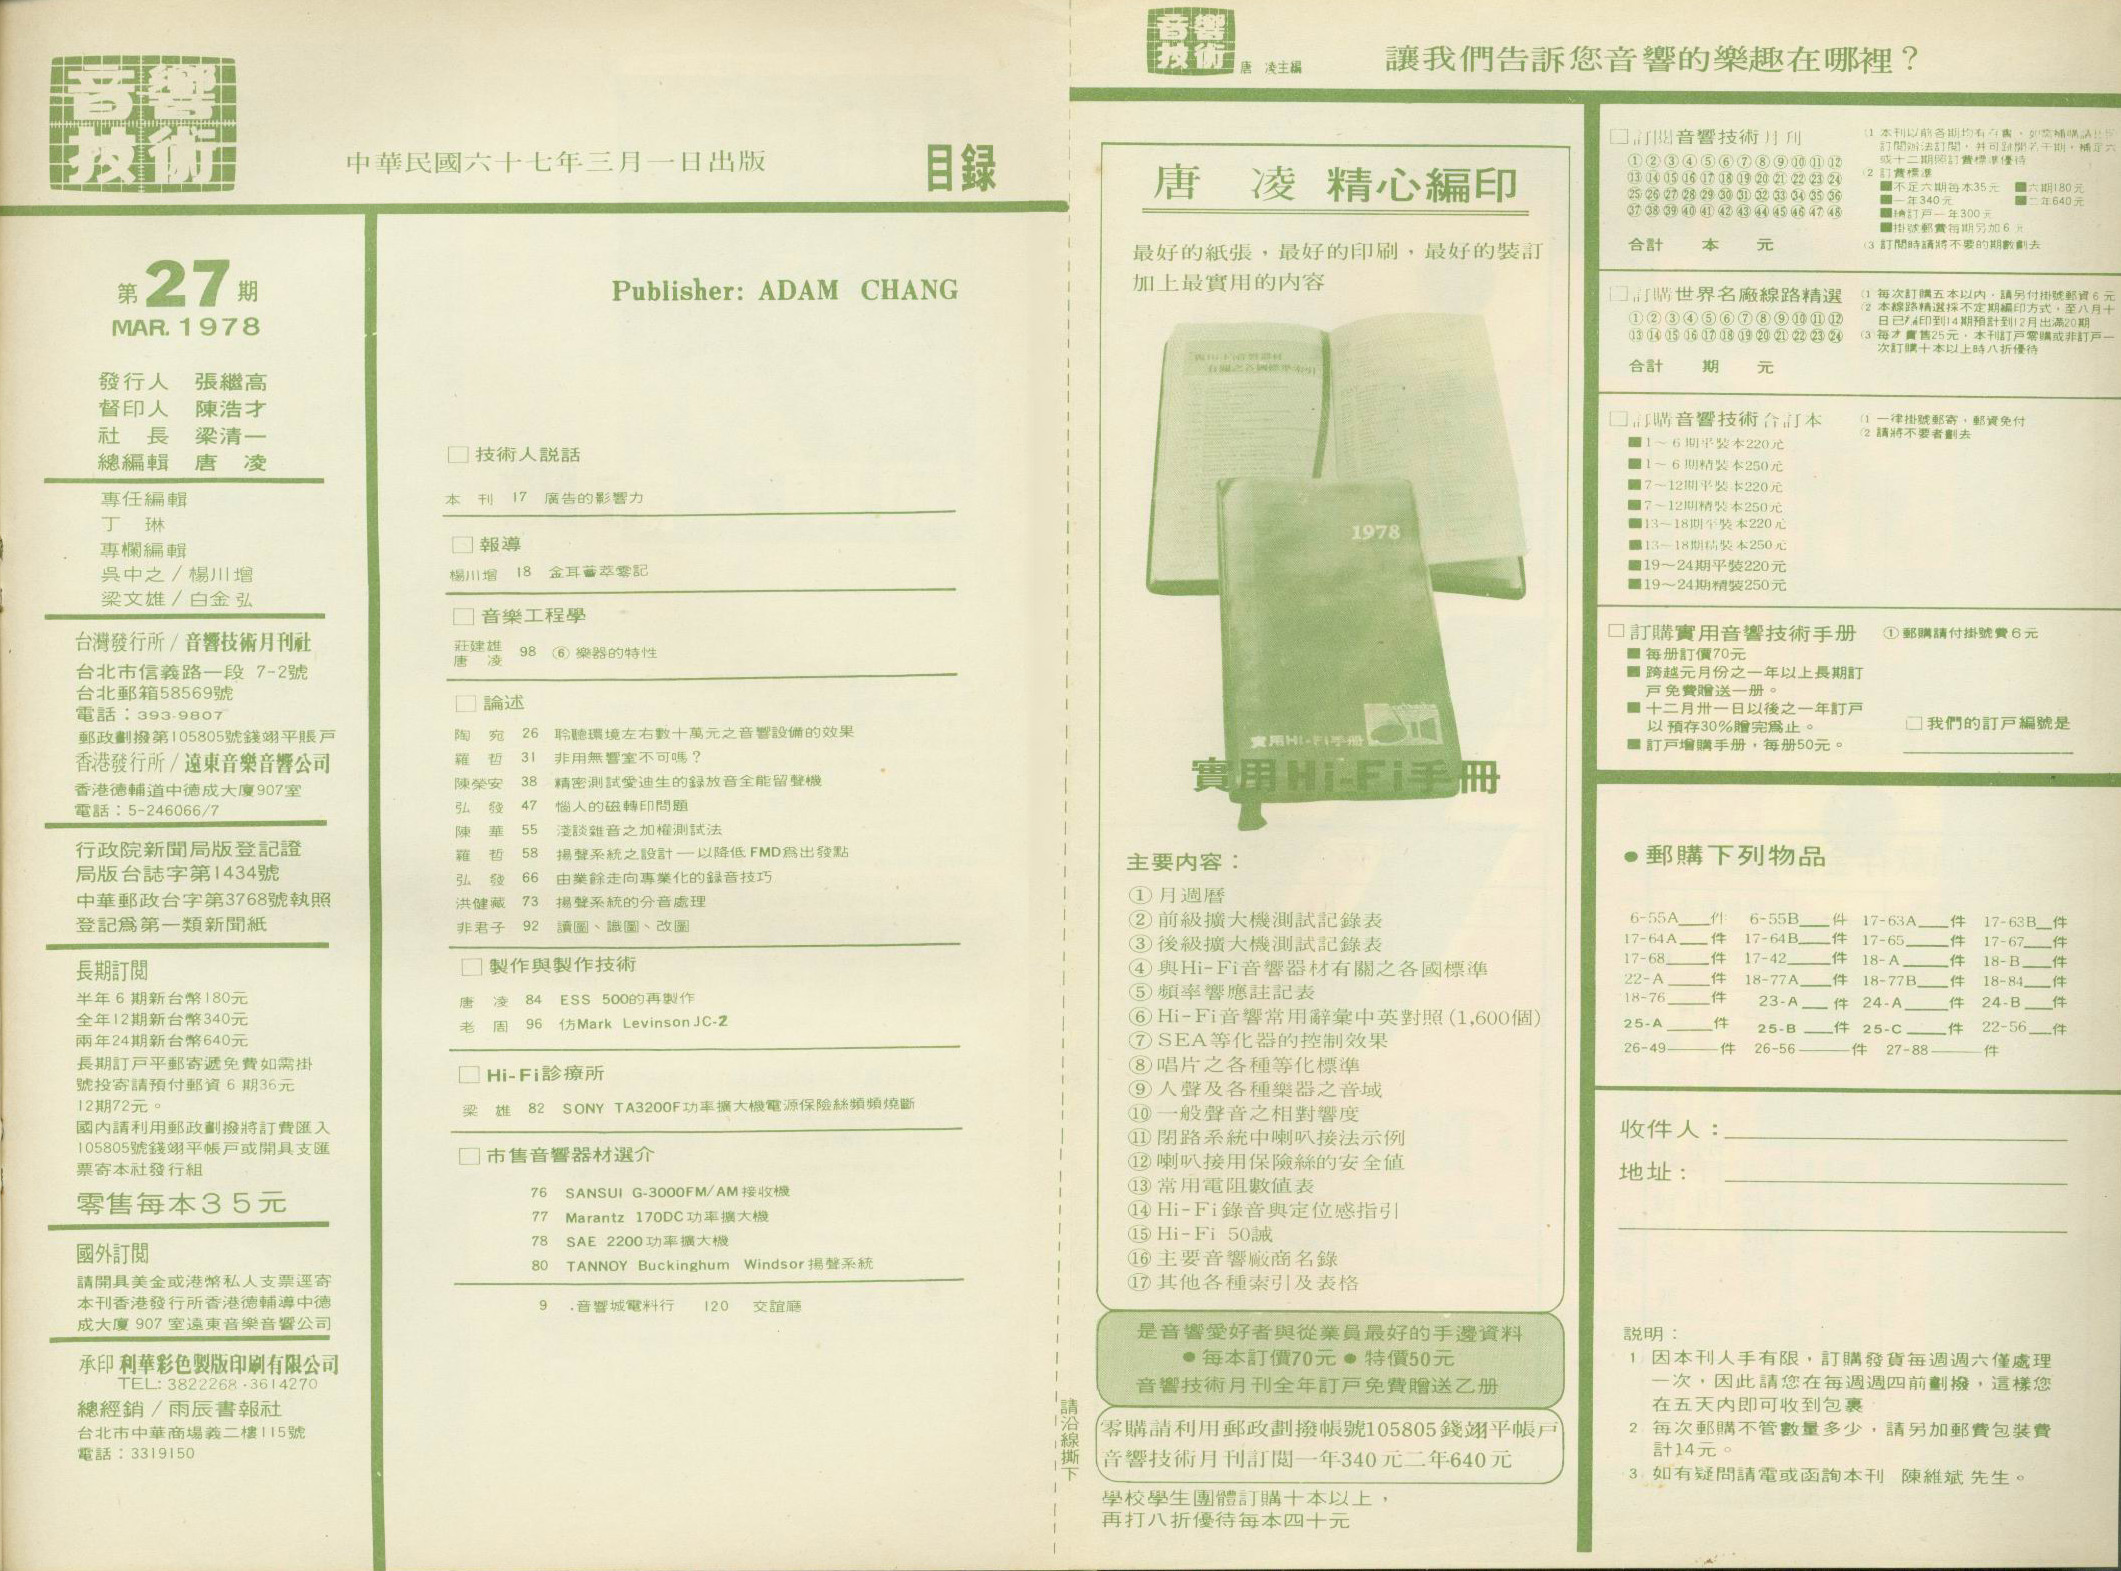 音響
技術
中華民國六十七年三月一日出版
目録
第27期
MAR. 1978
發行人 張繼高
督印人 陳浩才
社 長 梁清一
總編輯 唐 凌
專任編輯
丁 琳
專欄編輯
吳中之／楊川增
梁文雄／白金弘
台灣發行所／音響技術月刊社
台北市信義路一段 7-2號
台北郵箱58569號
電話：393-9807
郵政劃撥第105805號錢翊平賬戶
香港發行所／遠東音樂音響公司
香港德輔道中德成大廈907室
電話：5-246066/7
行政院新聞局版登記證
局版台誌字第1434號
中華郵政台字第3768號執照
登記爲第一類新聞紙
長期訂閱
半年6期新台幣180元
全年12期新台幣340元
兩年24期新台幣640元
長期訂戶平郵寄遞免費如需掛
號投寄請預付郵資6期36元
12期72元。
國內請利用郵政劃撥將訂費匯入
105805號錢翊平帳戶或開具支匯
票寄本社發行組
零售每本35元
國外訂閱
請開具美金或港幣私人支票逕寄
本刊香港發行所香港德輔導中德
成大廈 907 室遠東音樂音響公司
承印 利華彩色製版印刷有限公司
TEL: 3822268·3614270
總經銷／雨辰書報社
台北市中華商場義二樓115號
電話：3319150
Publisher: ADAM CHANG
□ 技術人説話
本 刊 17 廣告的影響力
□ 報導
楊川增 18 金耳薈萃零記
□ 音樂工程學
莊建雄
唐 凌 98 ⑥ 樂器的特性
□ 論述
陶 宛 26 聆聽環境左右數十萬元之音響設備的效果
羅 哲 31 非用無響室不可嗎？
陳榮安 38 精密測試愛迪生的録放音全能留聲機
弘 發 47 惱人的磁轉印問題
陳 華 55 淺談雜音之加權測試法
羅 哲 58 揚聲系統之設計—以降低FMD爲出發點
弘 發 66 由業餘走向專業化的録音技巧
洪健藏 73 揚聲系統的分音處理
非君子 92 讀圖、識圖、改圖
□ 製作與製作技術
唐 凌 84 ESS 500的再製作
老 周 96 仿Mark Levinson JC-2
□ Hi-Fi診療所
梁 雄 82 SONY TA3200F功率擴大機電源保險絲頻頻燒斷
□ 市售音響器材選介
76 SANSUI G-3000FM/AM接收機
77 Marantz 170DC功率擴大機
78 SAE 2200功率擴大機
80 TANNOY Buckinghum Windsor揚聲系統
9 .音響城電料行 120 交誼廳
請沿線撕下
音響
技術
唐 凌主編
讓我們告訴您音響的樂趣在哪裡？
唐 凌 精心編印
最好的紙張，最好的印刷，最好的裝訂
加上最實用的内容
1978
實用Hi-Fi手册
實用Hi-Fi手冊
主要内容：
① 月週曆
② 前級擴大機測試記錄表
③ 後級擴大機測試記錄表
④ 與Hi-Fi音響器材有關之各國標準
⑤ 頻率響應註記表
⑥ Hi-Fi音響常用辭彙中英對照(1,600個)
⑦ SEA等化器的控制效果
⑧ 唱片之各種等化標準
⑨ 人聲及各種樂器之音域
⑩ 一般聲音之相對響度
⑪ 閉路系統中喇叭接法示例
⑫ 喇叭接用保險絲的安全値
⑬ 常用電阻數値表
⑭ Hi-Fi錄音與定位感指引
⑮ Hi-Fi 50誡
⑯ 主要音響廠商名錄
⑰ 其他各種索引及表格
是音響愛好者與從業員最好的手邊資料
●每本訂價70元●特價50元
音響技術月刊全年訂戶免費贈送乙册
零購請利用郵政劃撥帳號105805錢翊平帳戶
音響技術月刊訂閱一年340元二年640元
學校學生團體訂購十本以上，
再打八折優待每本四十元
□訂閱音響技術月刊
①②③④⑤⑥⑦⑧⑨⑩⑪⑫
⑬⑭⑮⑯⑰⑱⑲⑳㉑㉒㉓㉔
㉕㉖㉗㉘㉙㉚㉛㉜㉝㉞㉟㊱
㊲㊳㊴㊵㊶㊷㊸㊹㊺㊻㊼㊽
合計 本 元
(1 本刊以前各期均有存書，如欲補購請出
訂閱辦法訂閱，并可跳開若干期，補足六
或十二期照訂費標準優待
(2 訂費標準
■不足六期每本35元 ■六期180元
■一年340元 ■二年640元
■續訂戶一年300元
■掛號郵費每期另加6元
(3 訂閱時請將不要的期數劃去
□訂購世界名廠線路精選
①②③④⑤⑥⑦⑧⑨⑩⑪⑫
⑬⑭⑮⑯⑰⑱⑲⑳㉑㉒㉓㉔
合計 期 元
(1 每次訂購五本以内，請另付掛號郵資6元
(2 本線路精選採不定期編印方式，至八月十
日已編印到14期預計到12月出滿20期
(3 每本實售25元，本刊訂戶零購或非訂戶一
次訂購十本以上時八折優待
□訂購音響技術合訂本
■1～6期平裝本220元
■1～6期精裝本250元
■7～12期平裝本220元
■7～12期精裝本250元
■13～18期平裝本220元
■13～18期精裝本250元
■19～24期平裝220元
■19～24期精裝250元
(1 一律掛號郵寄，郵資免付
(2 請將不要者劃去
□訂購實用音響技術手册
■每册訂價70元
■跨越元月份之一年以上長期訂
戶免費贈送一册。
■十二月卅一日以後之一年訂戶
以預存30%贈完爲止。
■訂戶增購手册，每册50元。
①郵購請付掛號費6元
□我們的訂戶編號是
●郵購下列物品
6-55A___件 6-55B___件 17-63A___件 17-63B__件
17-64A___件 17-64B___件 17-65____件 17-67___件
17-68____件 17-42____件 18-A____件 18-B___件
22-A____件 18-77A___件 18-77B___件 18-84___件
18-76____件 23-A___件 24-A____件 24-B___件
25-A____件 25-B___件 25-C____件 22-56___件
26-49____件 26-56____件 27-88____件
收件人：
地址：
説明：
1 因本刊人手有限，訂購發貨每週週六僅處理
一次，因此請您在每週週四前劃撥，這樣您
在五天内即可收到包裹
2 每次郵購不管數量多少，請另加郵費包裝費
計14元。
3 如有疑問請電或函詢本刊 陳維斌 先生。